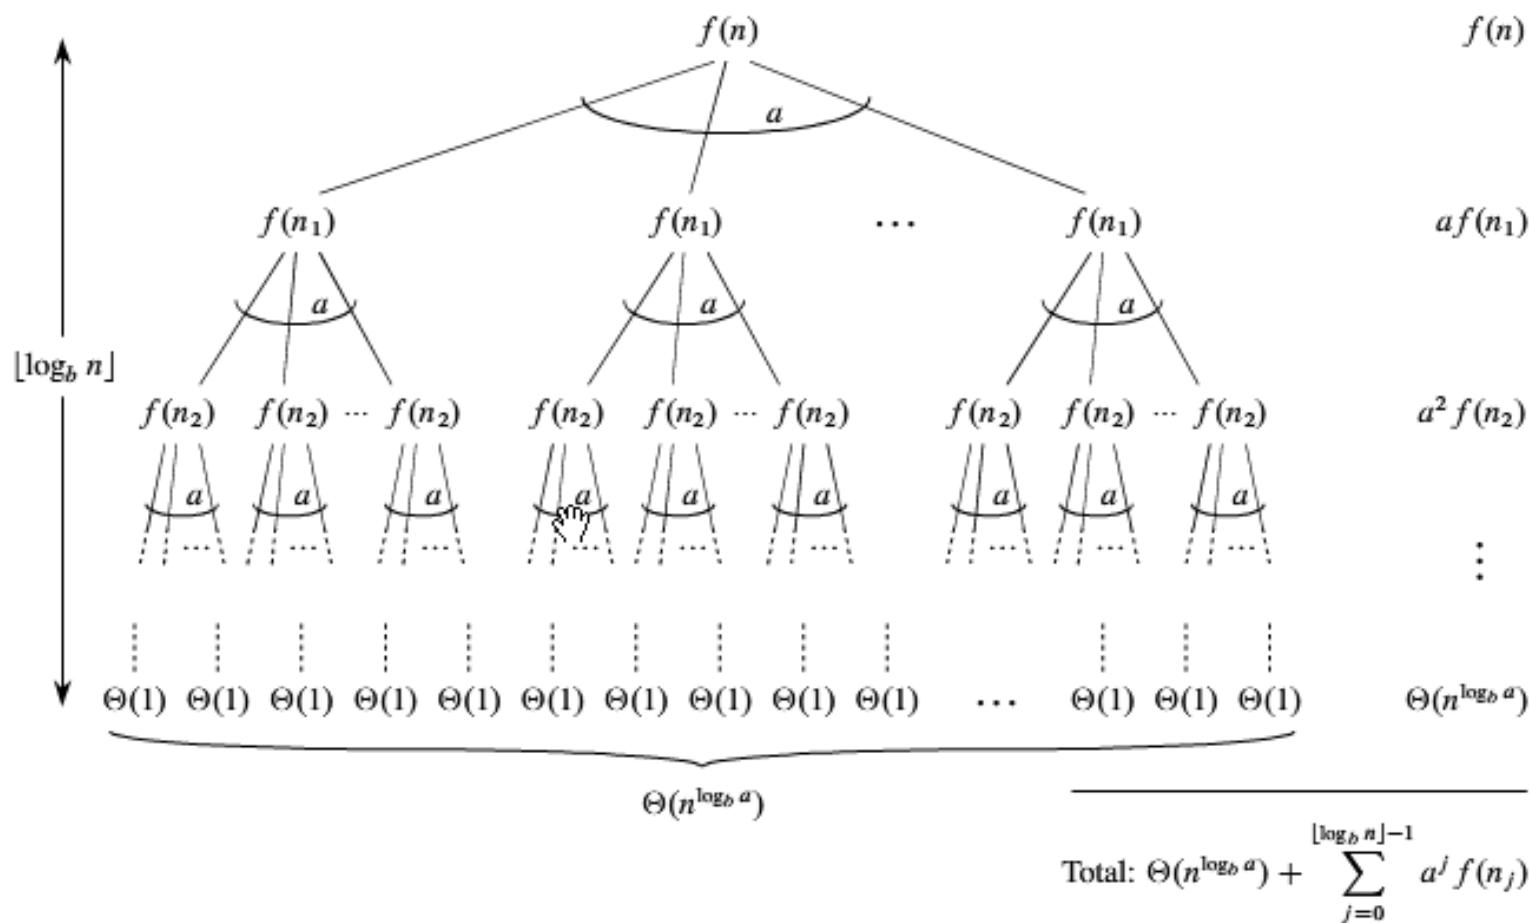 f(n) f(n)
a
f(n₁) f(n₁) ... f(n₁) af(n₁)
a a a
⌊log_b n⌋
f(n₂) f(n₂) ... f(n₂) f(n₂) f(n₂) ... f(n₂) f(n₂) f(n₂) ... f(n₂) a² f(n₂)
a a a a a a a a a
... ... ... ... ... ... ... ... ... ⋮
Θ(1) Θ(1) Θ(1) Θ(1) Θ(1) Θ(1) Θ(1) Θ(1) Θ(1) Θ(1) ... Θ(1) Θ(1) Θ(1) Θ(n^{log_b a})
Θ(n^{log_b a})
Total: Θ(n^{log_b a}) + ∑_{j=0}^{⌊log_b n⌋−1} a^j f(n_j)